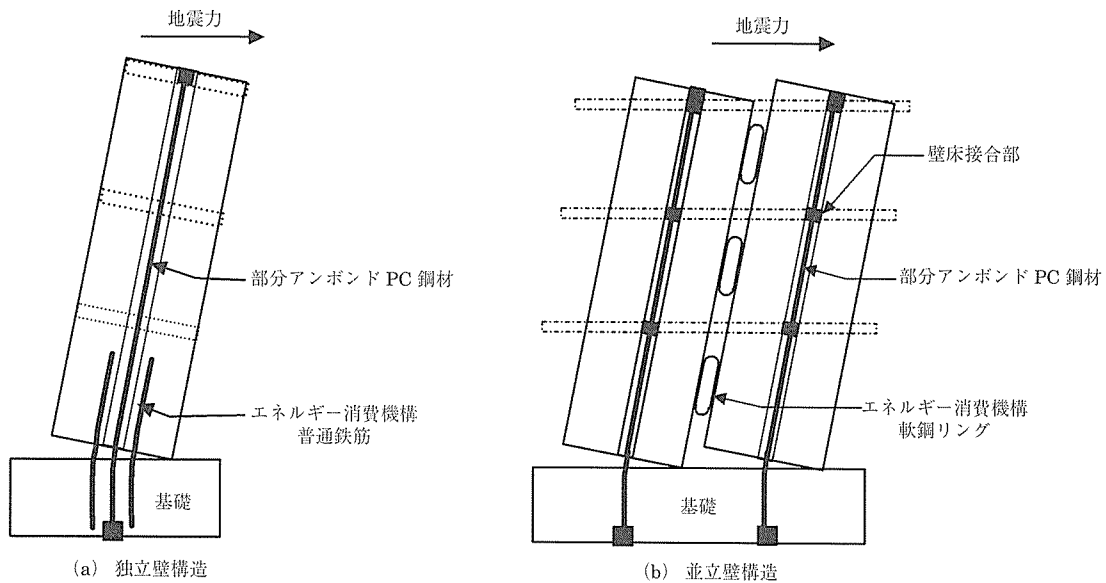 地震力
部分アンボンド PC 鋼材
エネルギー消費機構
普通鉄筋
基礎
(a) 独立壁構造
地震力
壁床接合部
部分アンボンド PC 鋼材
エネルギー消費機構
軟鋼リング
基礎
(b) 並立壁構造